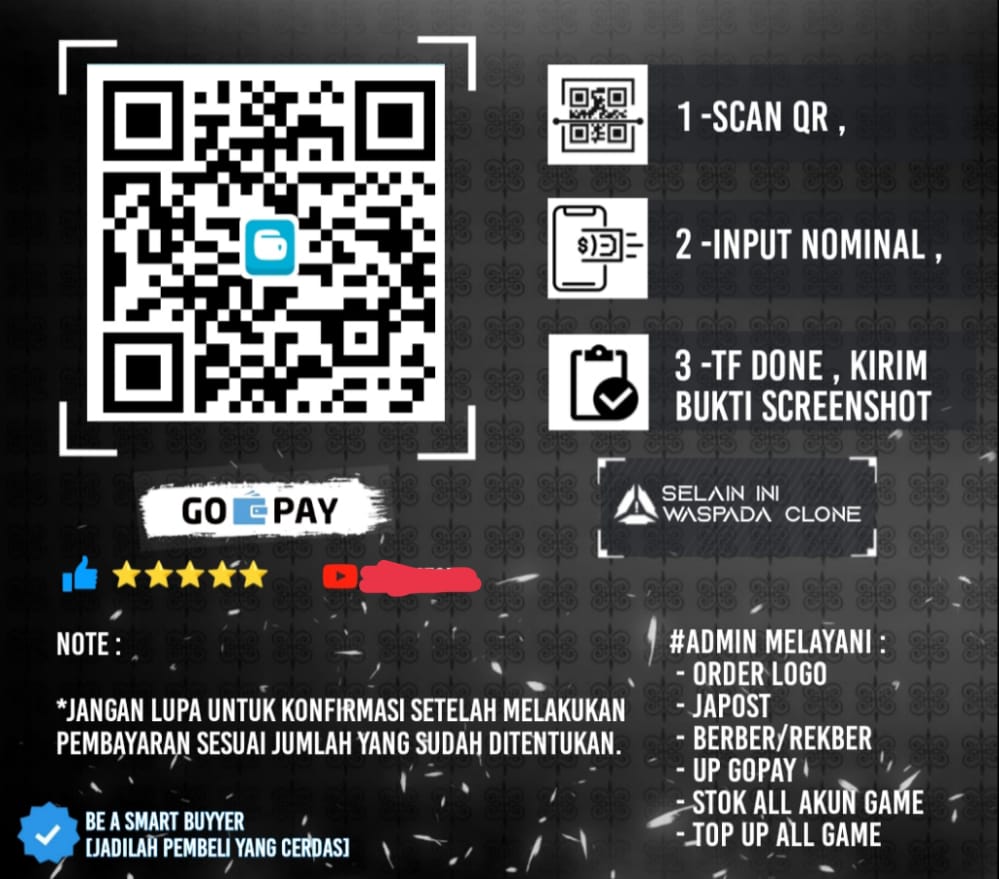 1 -SCAN QR ,
2 -INPUT NOMINAL ,
3 -TF DONE , KIRIM
BUKTI SCREENSHOT
GO PAY
SELAIN INI
WASPADA CLONE
NOTE :
*JANGAN LUPA UNTUK KONFIRMASI SETELAH MELAKUKAN
PEMBAYARAN SESUAI JUMLAH YANG SUDAH DITENTUKAN.
#ADMIN MELAYANI :
- ORDER LOGO
- JAPOST
- BERBER/REKBER
- UP GOPAY
- STOK ALL AKUN GAME
- TOP UP ALL GAME
BE A SMART BUYYER
[JADILAH PEMBELI YANG CERDAS]